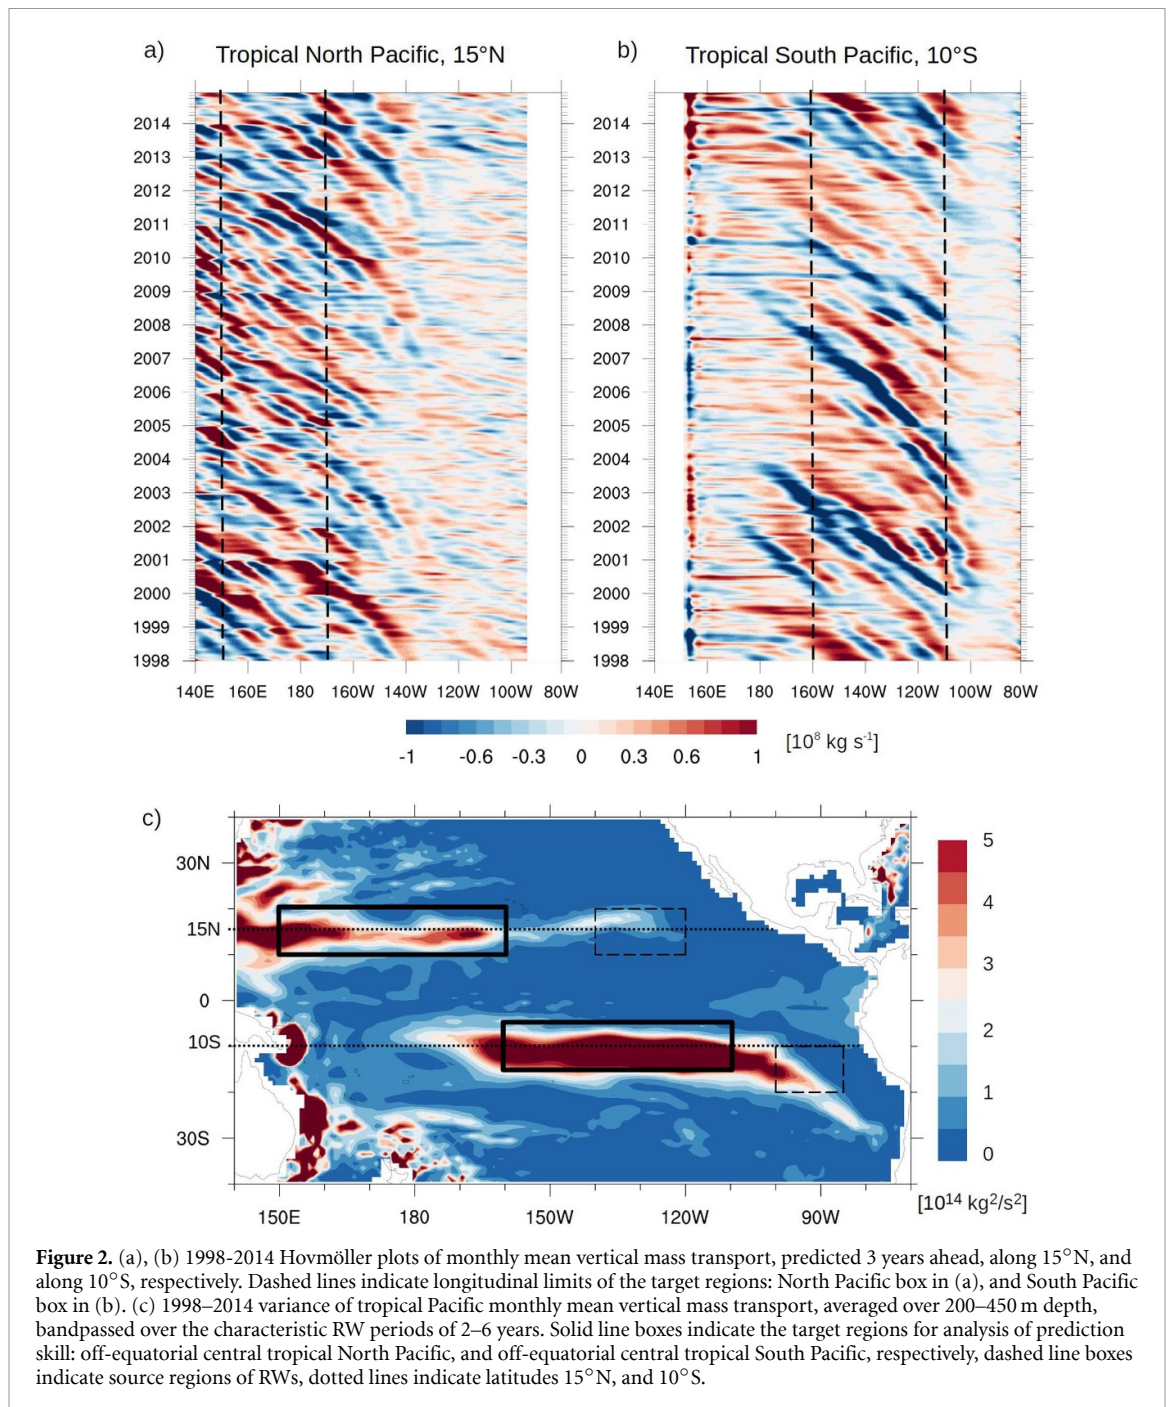 a)
Tropical North Pacific, 15°N
b)
Tropical South Pacific, 10°S
2014
2013
2012
2011
2010
2009
2008
2007
2006
2005
2004
2003
2002
2001
2000
1999
1998
140E 160E 180 160W 140W 120W 100W 80W
2014
2013
2012
2011
2010
2009
2008
2007
2006
2005
2004
2003
2002
2001
2000
1999
1998
140E 160E 180 160W 140W 120W 100W 80W
-1 -0.6 -0.3 0 0.3 0.6 1
[10⁸ kg s⁻¹]
c)
30N
15N
0
10S
30S
150E 180 150W 120W 90W
5
4
3
2
1
0
[10¹⁴ kg²/s²]
Figure 2. (a), (b) 1998-2014 Hovmöller plots of monthly mean vertical mass transport, predicted 3 years ahead, along 15°N, and
along 10°S, respectively. Dashed lines indicate longitudinal limits of the target regions: North Pacific box in (a), and South Pacific
box in (b). (c) 1998–2014 variance of tropical Pacific monthly mean vertical mass transport, averaged over 200–450 m depth,
bandpassed over the characteristic RW periods of 2–6 years. Solid line boxes indicate the target regions for analysis of prediction
skill: off-equatorial central tropical North Pacific, and off-equatorial central tropical South Pacific, respectively, dashed line boxes
indicate source regions of RWs, dotted lines indicate latitudes 15°N, and 10°S.